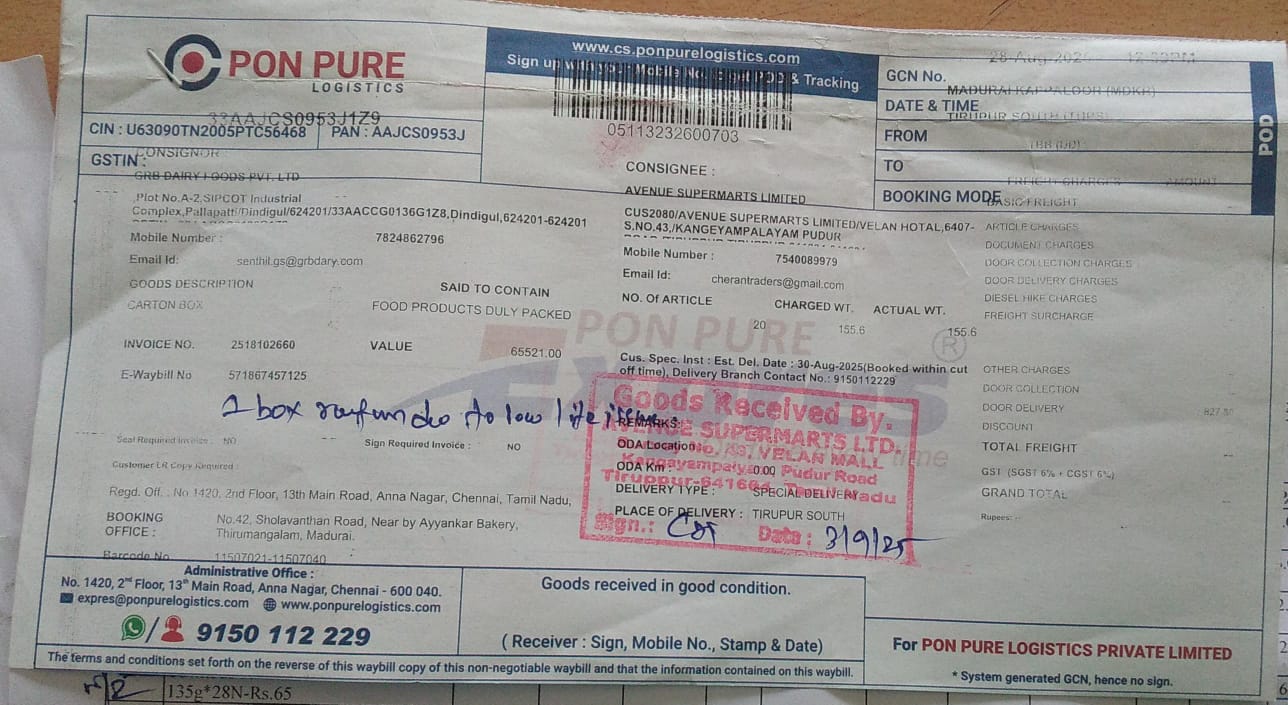 PON PURE
LOGISTICS
33AAJCS0953J1Z9
CIN : U63090TN2005PTC56468 PAN : AAJCS0953J
GSTIN :
www.cs.ponpurelogistics.com
Sign up with your Mobile No. & Tracking
05113232600703
GCN No.
28-Aug-202
DATE & TIME
MADURAI KAPPALOOR (MDKR)
FROM
TIRUPUR SOUTH
TO
BOOKING MODE
POD
CONSIGNOR :
GRB DAIRY FOODS PVT. LTD
Plot No.A-2,SIPCOT Industrial
Complex,Pallapatti/Dindigul/624201/33AACCG0136G1Z8,Dindigul,624201-624201
Mobile Number : 7824862796
Email Id: senthil.gs@grbdary.com
CONSIGNEE :
AVENUE SUPERMARTS LIMITED
CUS2080/AVENUE SUPERMARTS LIMITED/VELAN HOTAL,6407-
S.NO.43,/KANGEYAMPALAYAM PUDUR
Mobile Number : 7540089979
Email Id: cherantraders@gmail.com
FREIGHT CHARGES AMOUNT
BASIC FREIGHT
ARTICLE CHARGES
DOCUMENT CHARGES
DOOR COLLECTION CHARGES
DOOR DELIVERY CHARGES
DIESEL HIKE CHARGES
FREIGHT SURCHARGE
OTHER CHARGES
DOOR COLLECTION
DOOR DELIVERY
DISCOUNT
TOTAL FREIGHT
GST (SGST 6% + CGST 6%)
GRAND TOTAL
Rupees:
GOODS DESCRIPTION SAID TO CONTAIN
CARTON BOX FOOD PRODUCTS DULY PACKED
NO. Of ARTICLE CHARGED WT. ACTUAL WT.
20 155.6 155.6
PON PURE
INVOICE NO. 2518102660 VALUE 65521.00
E-Waybill No 571867457125
Cus. Spec. Inst : Est. Del. Date : 30-Aug-2025(Booked within cut
off time), Delivery Branch Contact No.: 9150112229
1 box to low life
Seal Required Invoice : NO Sign Required Invoice : NO
Customer LR Copy Required :
REMARKS:
ODA Location
ODA Km : 0.00
DELIVERY TYPE : SPECIAL DELIVERY
PLACE OF DELIVERY : TIRUPUR SOUTH
Goods Received By.
AVENUE SUPERMARTS LTD.
VELAN MALL
Pudur Road
Sign.: Date : 3/9/25
Regd. Off. : No 1420, 2nd Floor, 13th Main Road, Anna Nagar, Chennai, Tamil Nadu,
BOOKING OFFICE : No.42, Sholavanthan Road, Near by Ayyankar Bakery,
Thirumangalam, Madurai.
Barcode No 11507021-11507040
Administrative Office :
No. 1420, 2nd Floor, 13th Main Road, Anna Nagar, Chennai - 600 040.
expres@ponpurelogistics.com www.ponpurelogistics.com
/ 9150 112 229
Goods received in good condition.
( Receiver : Sign, Mobile No., Stamp & Date)
For PON PURE LOGISTICS PRIVATE LIMITED
* System generated GCN, hence no sign.
The terms and conditions set forth on the reverse of this waybill copy of this non-negotiable waybill and that the information contained on this waybill.
135g*28N-Rs.65